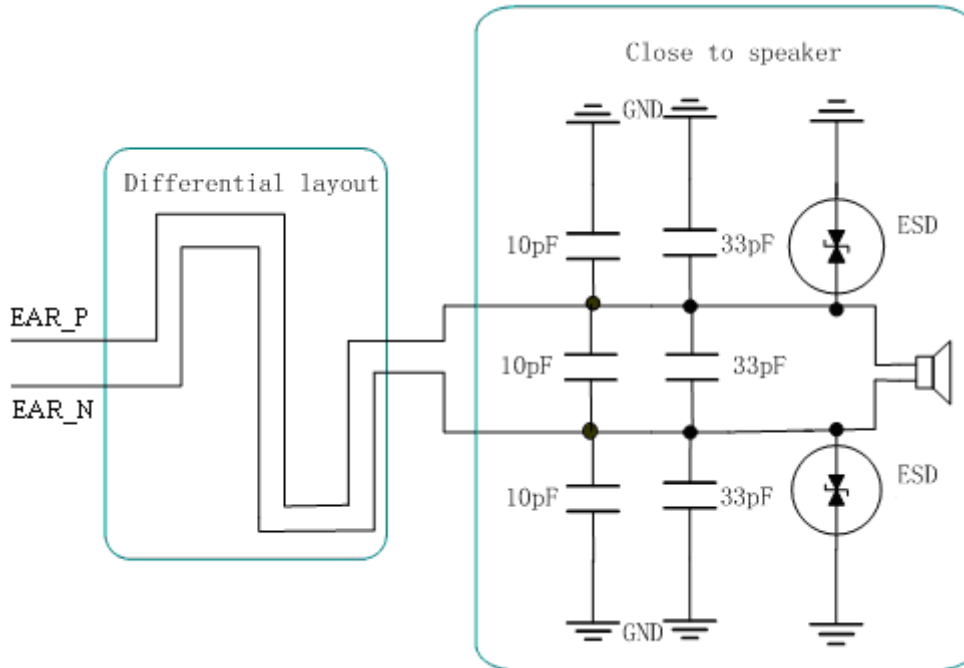 Close to speaker
GND
Differential layout
10pF
33pF
ESD
EAR_P
10pF
33pF
EAR_N
10pF
33pF
ESD
GND